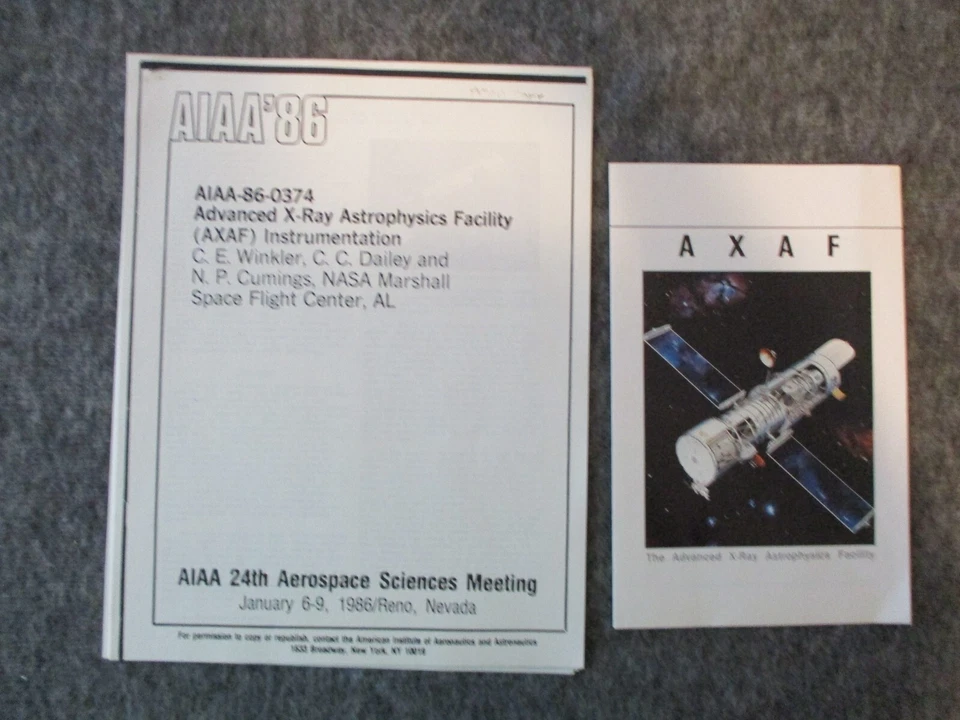 AIAA'86
AIAA-86-0374
Advanced X-Ray Astrophysics Facility
(AXAF) Instrumentation
C. E. Winkler, C. C. Dailey and
N. P. Cumings, NASA Marshall
Space Flight Center, AL
AIAA 24th Aerospace Sciences Meeting
January 6-9, 1986/Reno, Nevada
For permission to copy or republish, contact the American Institute of Aeronautics and Astronautics
1633 Broadway, New York, NY 10019
A X A F
The Advanced X-Ray Astrophysics Facility